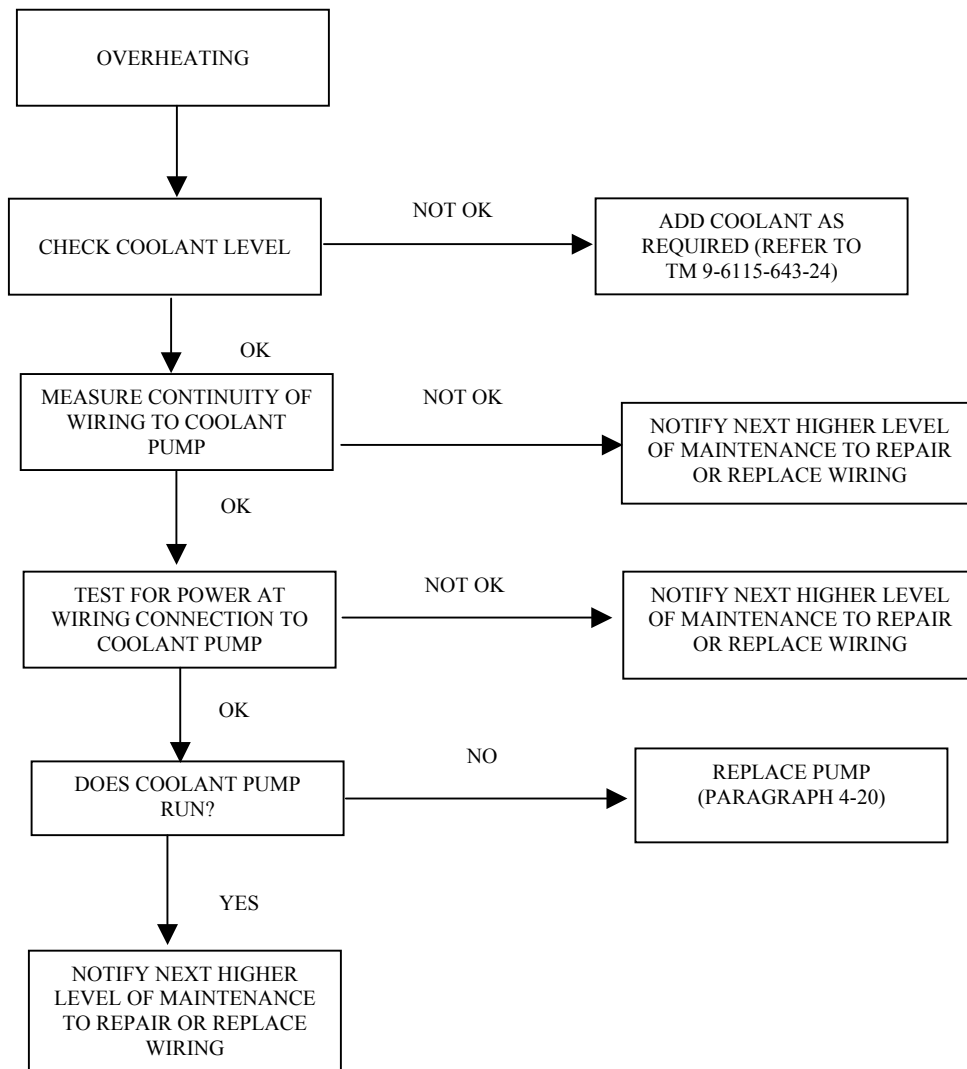 OVERHEATING
CHECK COOLANT LEVEL
NOT OK
ADD COOLANT AS
REQUIRED (REFER TO
TM 9-6115-643-24)
OK
MEASURE CONTINUITY OF
WIRING TO COOLANT
PUMP
NOT OK
NOTIFY NEXT HIGHER LEVEL
OF MAINTENANCE TO REPAIR
OR REPLACE WIRING
OK
TEST FOR POWER AT
WIRING CONNECTION TO
COOLANT PUMP
NOT OK
NOTIFY NEXT HIGHER LEVEL
OF MAINTENANCE TO REPAIR
OR REPLACE WIRING
OK
DOES COOLANT PUMP
RUN?
NO
REPLACE PUMP
(PARAGRAPH 4-20)
YES
NOTIFY NEXT HIGHER
LEVEL OF MAINTENANCE
TO REPAIR OR REPLACE
WIRING